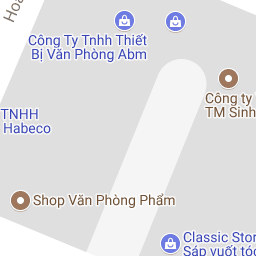 Hoa
Công Ty Tnhh Thiết
Bị Văn Phòng Abm
Công ty
TM Sinh
TNHH
Habeco
Shop Văn Phòng Phẩm
Classic Stor
Sáp vuốt tóc